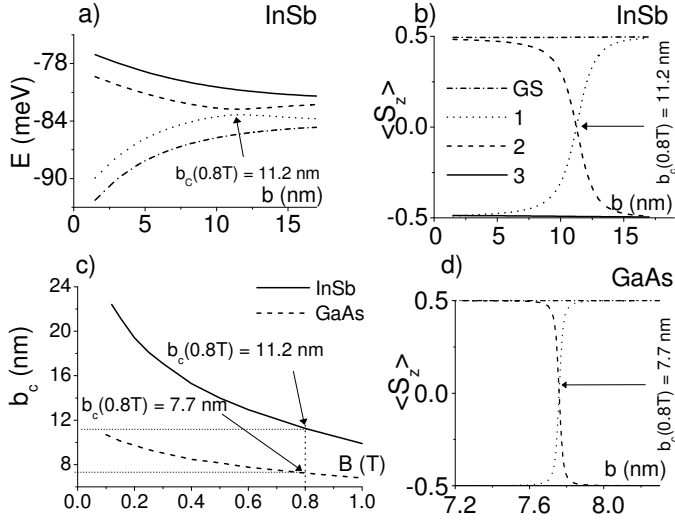 a)
InSb
-78
-84
-90
E (meV)
b_c(0.8T) = 11.2 nm
b (nm)
0
5
10
15
b)
InSb
0.5
0.0
-0.5
<S_z>
GS
1
2
3
b_c(0.8T) = 11.2 nm
b (nm)
0
5
10
15
c)
24
20
16
12
8
b_c (nm)
InSb
GaAs
b_c(0.8T) = 11.2 nm
b_c(0.8T) = 7.7 nm
B (T)
0.0
0.2
0.4
0.6
0.8
1.0
d)
GaAs
0.5
0.0
-0.5
<S_z>
b_c(0.8T) = 7.7 nm
b (nm)
7.2
7.6
8.0